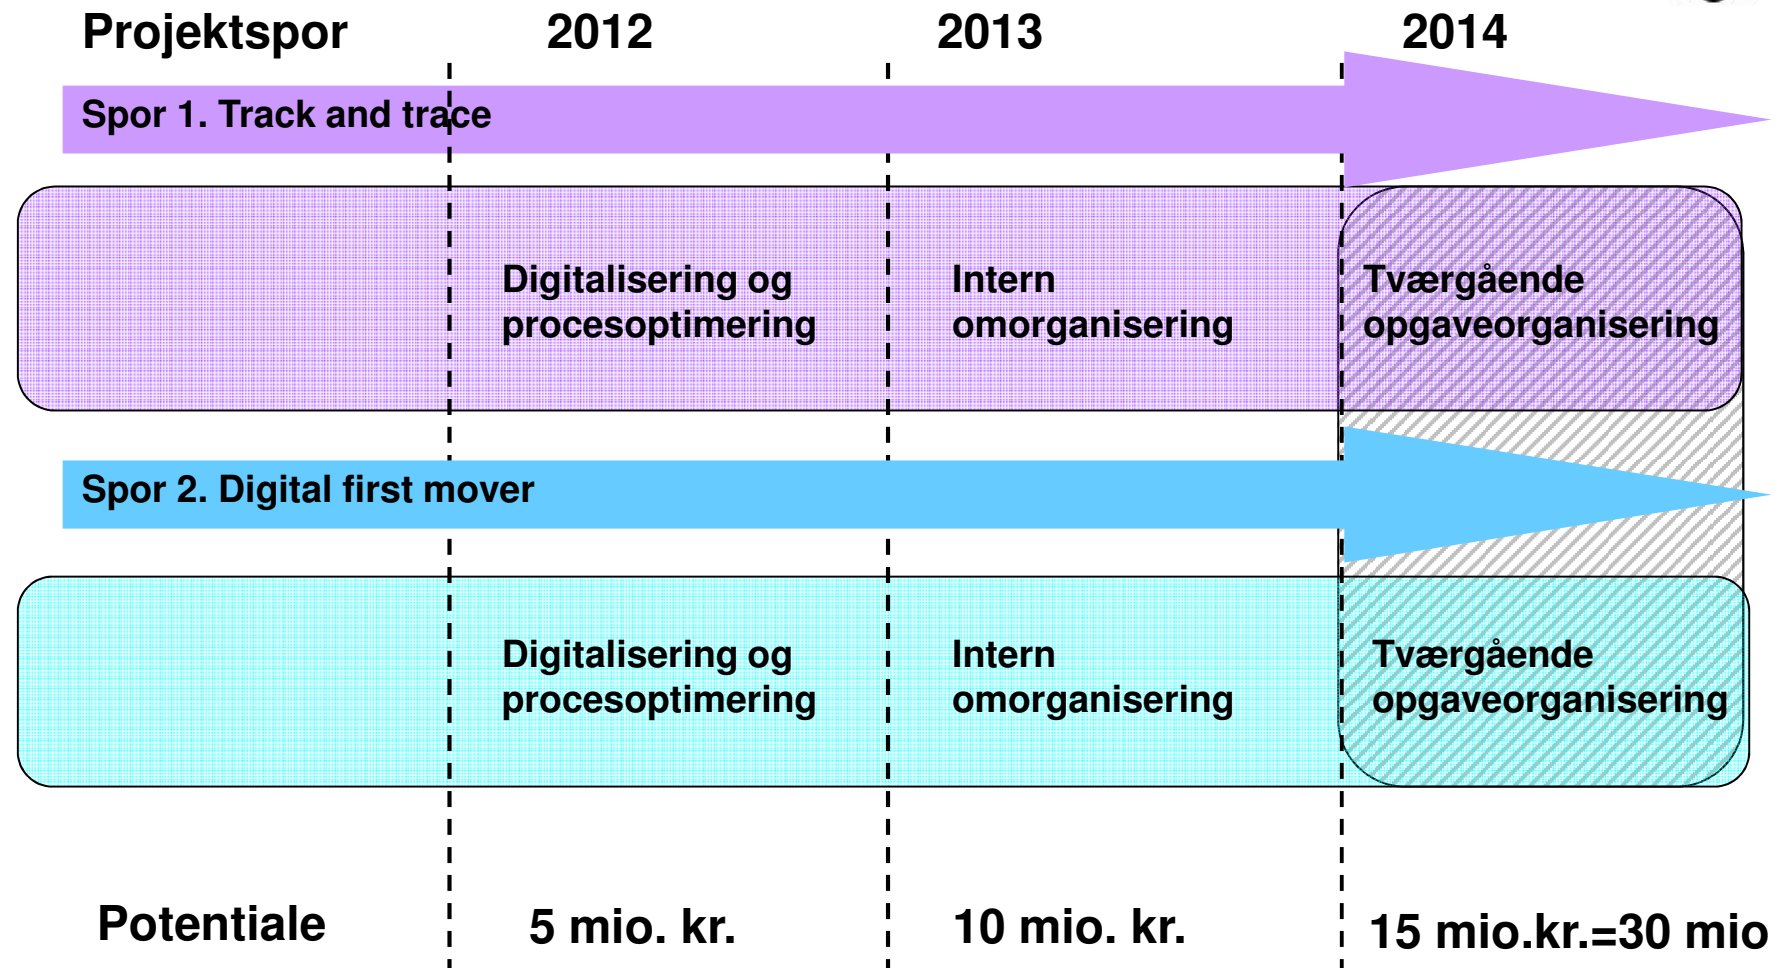 Projektspor 2012 2013 2014
Spor 1. Track and trace
Digitalisering og
procesoptimering
Intern
omorganisering
Tværgående
opgaveorganisering
Spor 2. Digital first mover
Digitalisering og
procesoptimering
Intern
omorganisering
Tværgående
opgaveorganisering
Potentiale 5 mio. kr. 10 mio. kr. 15 mio.kr.=30 mio